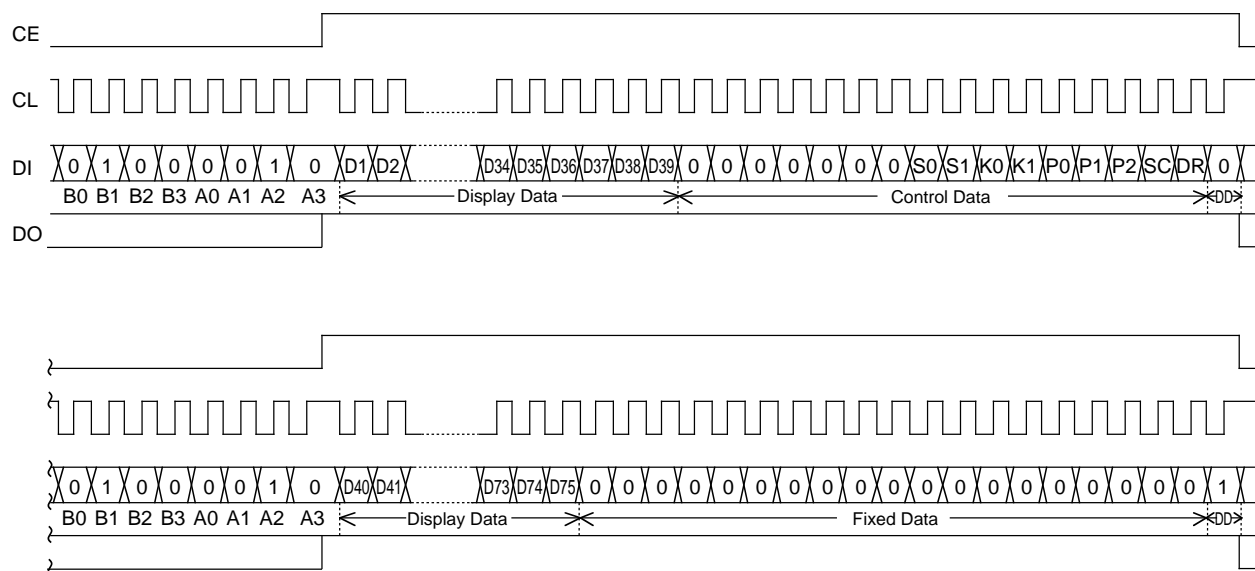 CE
CL
DI 0 1 0 0 0 0 1 0 D1 D2 D34 D35 D36 D37 D38 D39 0 0 0 0 0 0 0 S0 S1 K0 K1 P0 P1 P2 SC DR 0
B0 B1 B2 B3 A0 A1 A2 A3 Display Data Control Data DD
DO
0 1 0 0 0 0 1 0 D40 D41 D73 D74 D75 0 0 0 0 0 0 0 0 0 0 0 0 0 0 0 0 0 0 0 1
B0 B1 B2 B3 A0 A1 A2 A3 Display Data Fixed Data DD